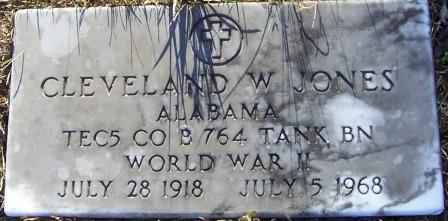 CLEVELAND W JONES
ALABAMA
TEC5 CO B 764 TANK BN
WORLD WAR II
JULY 28 1918 JULY 5 1968